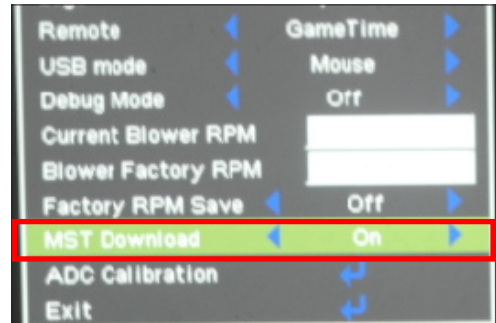 Remote GameTime
USB mode Mouse
Debug Mode Off
Current Blower RPM
Blower Factory RPM
Factory RPM Save Off
MST Download On
ADC Calibration
Exit